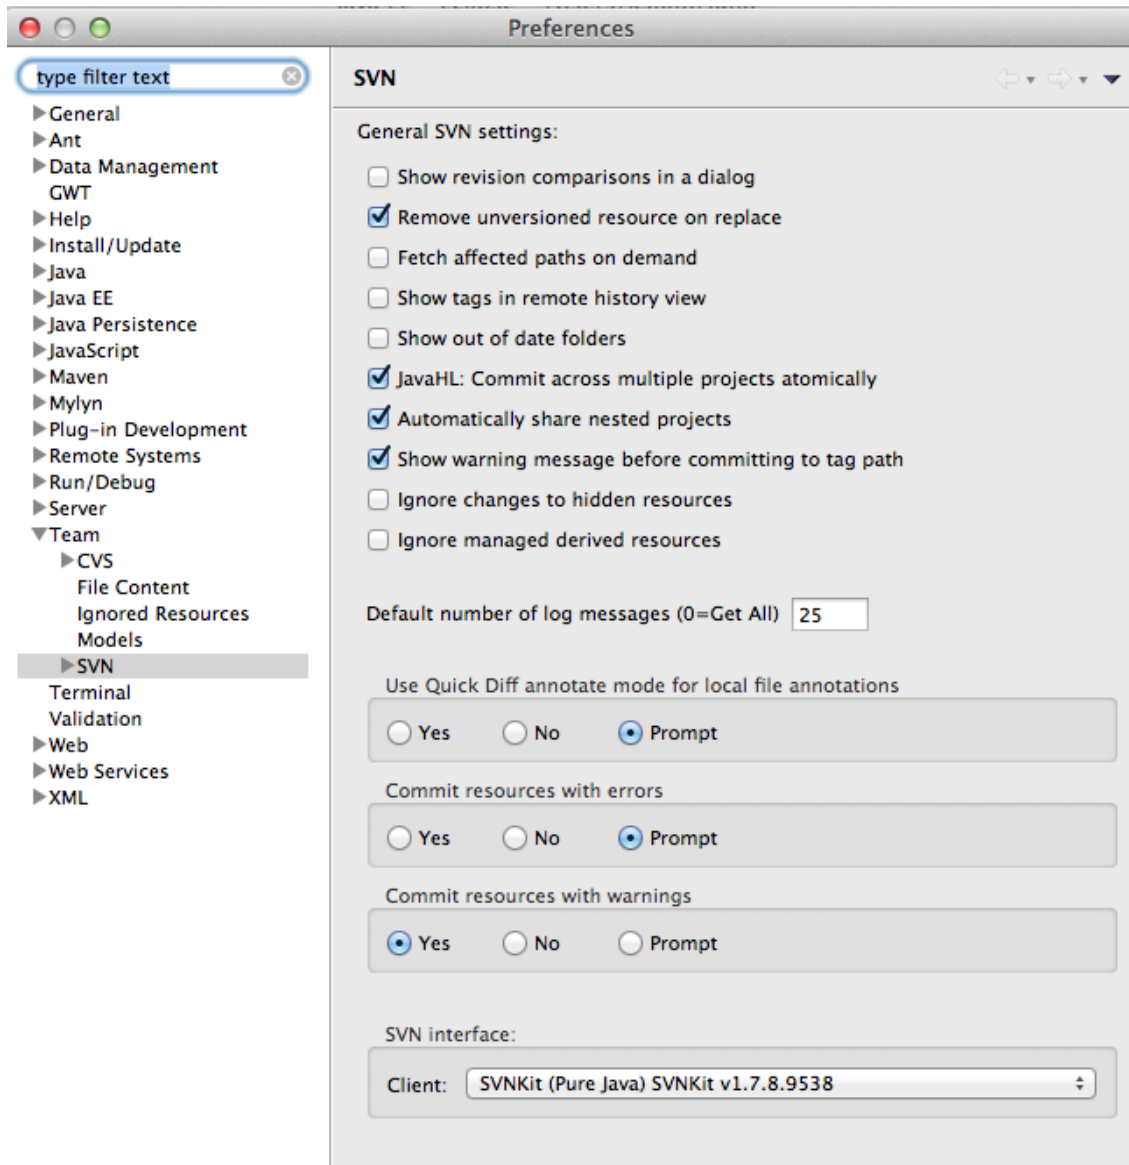 Preferences
type filter text
General
Ant
Data Management
GWT
Help
Install/Update
Java
Java EE
Java Persistence
JavaScript
Maven
Mylyn
Plug-in Development
Remote Systems
Run/Debug
Server
Team
CVS
File Content
Ignored Resources
Models
SVN
Terminal
Validation
Web
Web Services
XML
SVN
General SVN settings:
Show revision comparisons in a dialog
Remove unversioned resource on replace
Fetch affected paths on demand
Show tags in remote history view
Show out of date folders
JavaHL: Commit across multiple projects atomically
Automatically share nested projects
Show warning message before committing to tag path
Ignore changes to hidden resources
Ignore managed derived resources
Default number of log messages (0=Get All) 25
Use Quick Diff annotate mode for local file annotations
Yes No Prompt
Commit resources with errors
Yes No Prompt
Commit resources with warnings
Yes No Prompt
SVN interface:
Client: SVNKit (Pure Java) SVNKit v1.7.8.9538